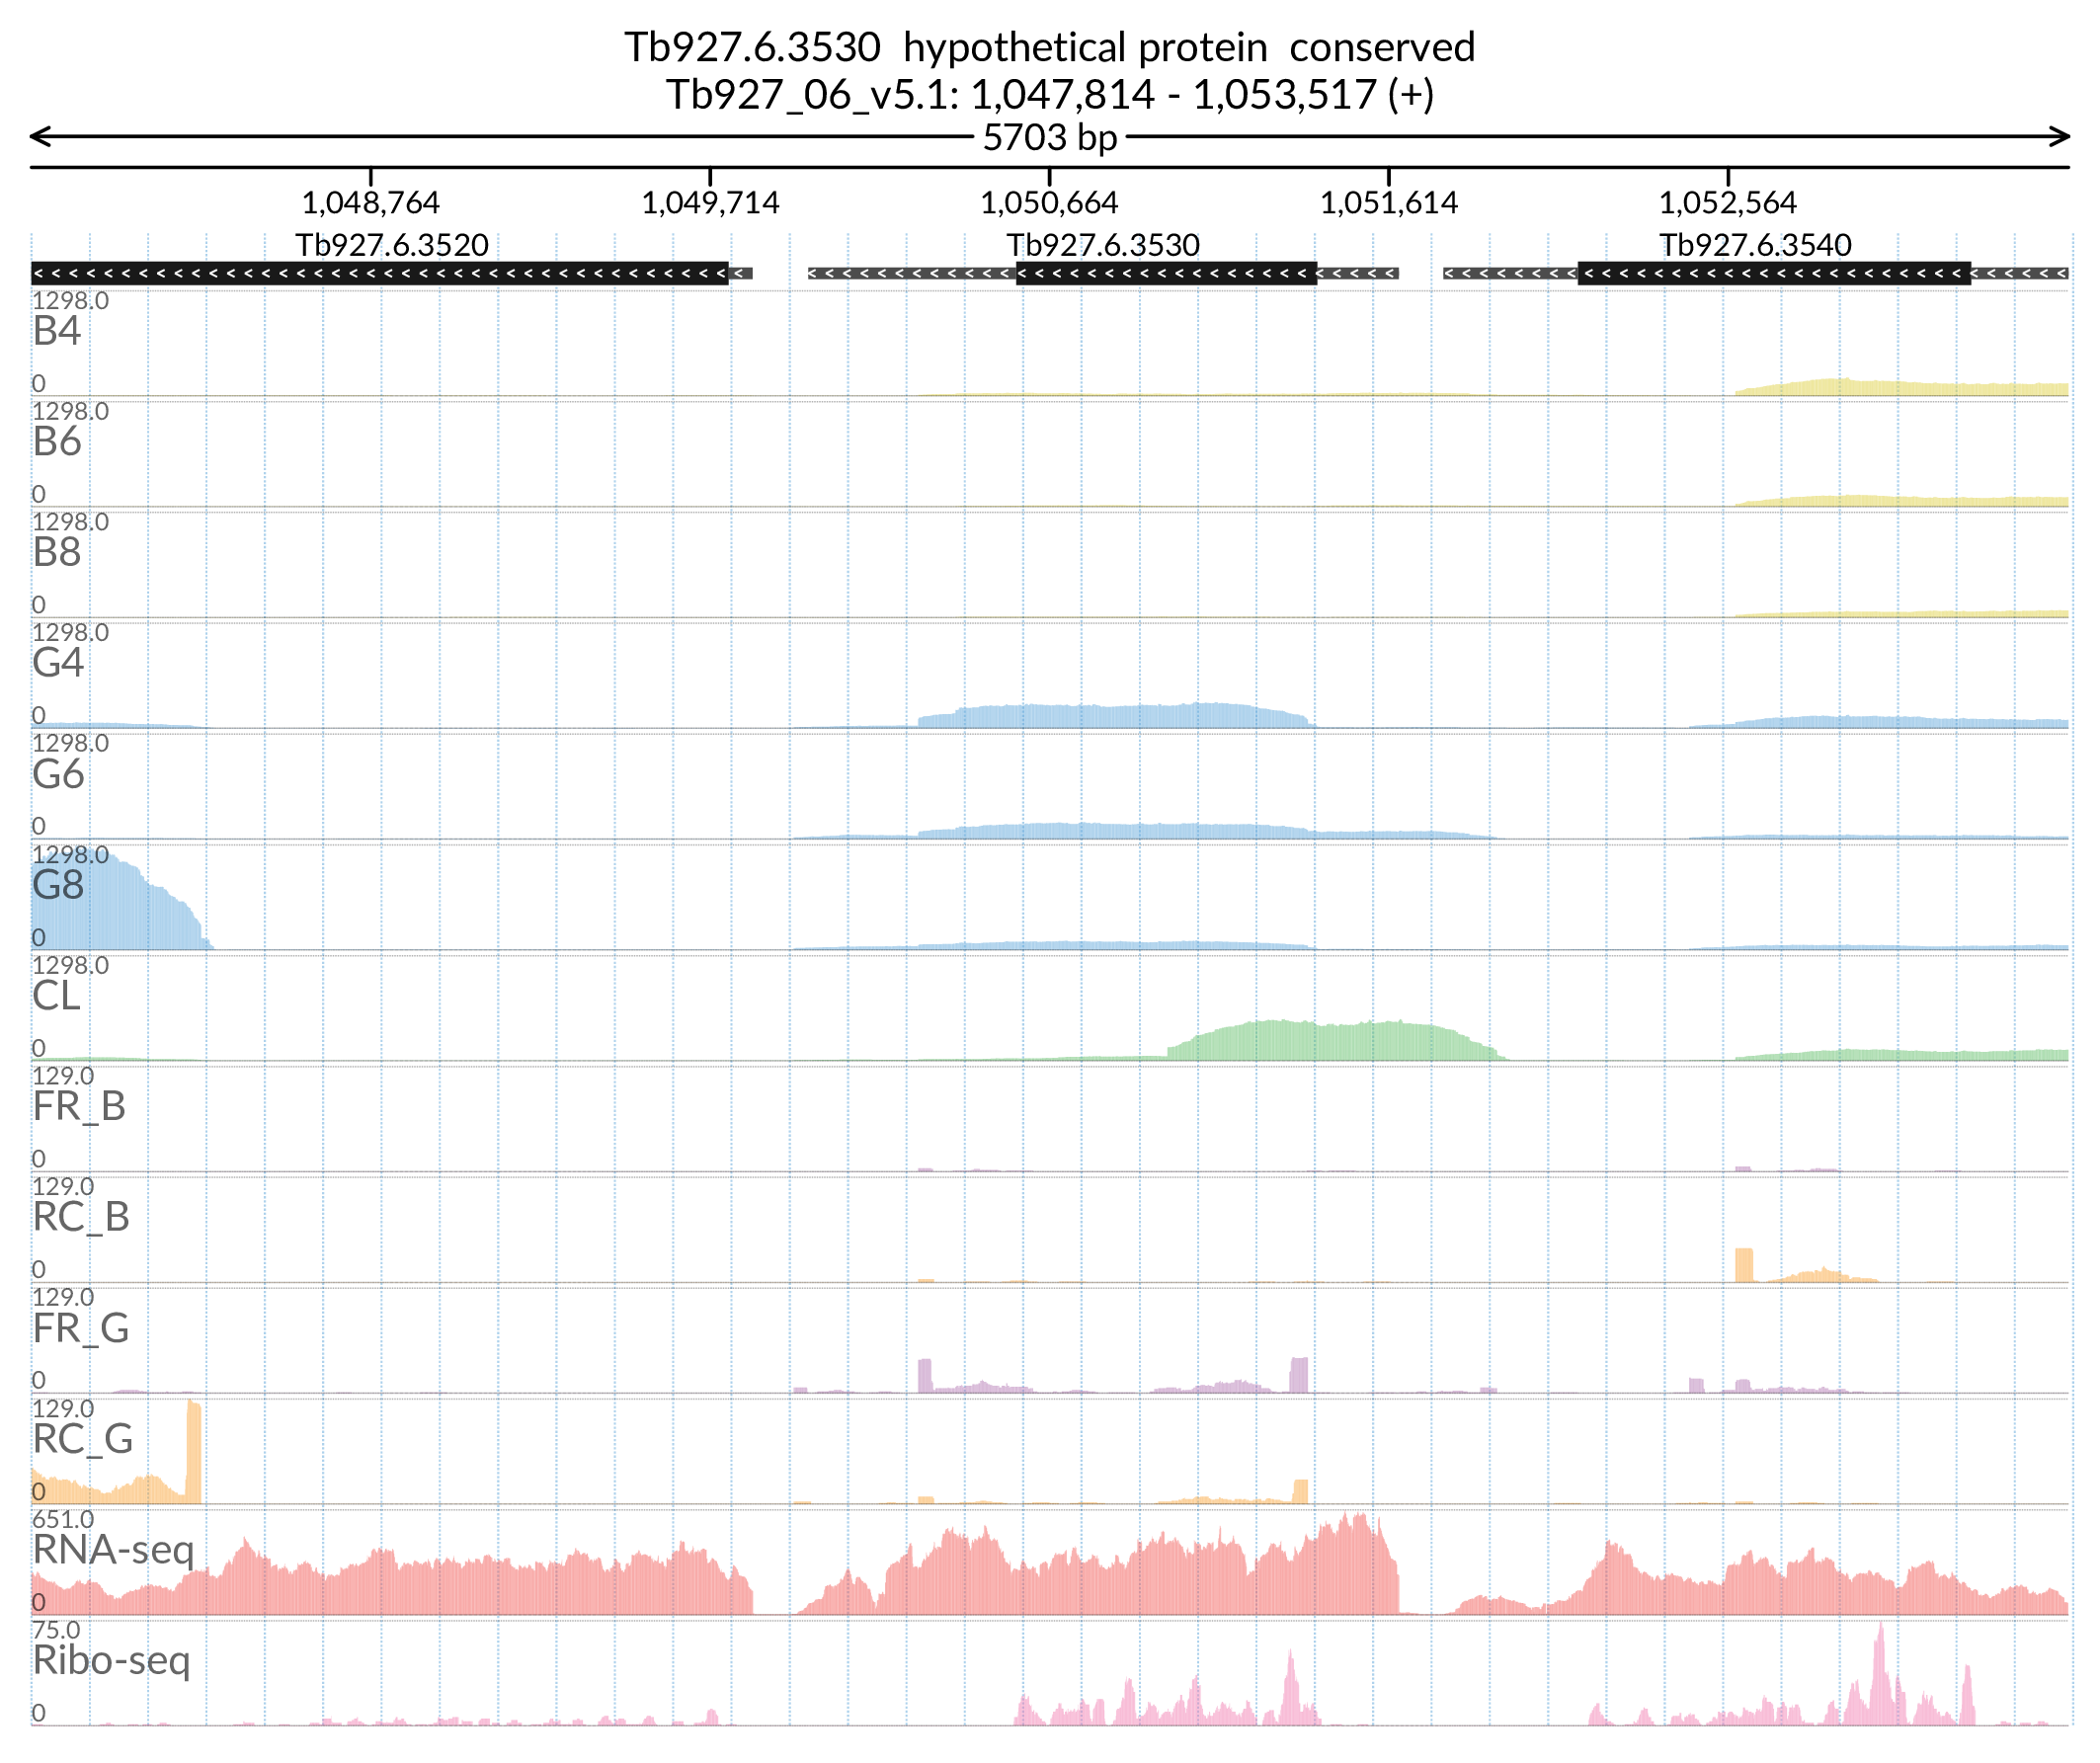 Tb927.6.3530 hypothetical protein conserved
Tb927_06_v5.1: 1,047,814 - 1,053,517 (+)
5703 bp
1,048,764 1,049,714 1,050,664 1,051,614 1,052,564
Tb927.6.3520 Tb927.6.3530 Tb927.6.3540
1298.0
B4
0
1298.0
B6
0
1298.0
B8
0
1298.0
G4
0
1298.0
G6
0
1298.0
G8
0
1298.0
CL
0
129.0
FR_B
0
129.0
RC_B
0
129.0
FR_G
0
129.0
RC_G
0
651.0
RNA-seq
0
75.0
Ribo-seq
0